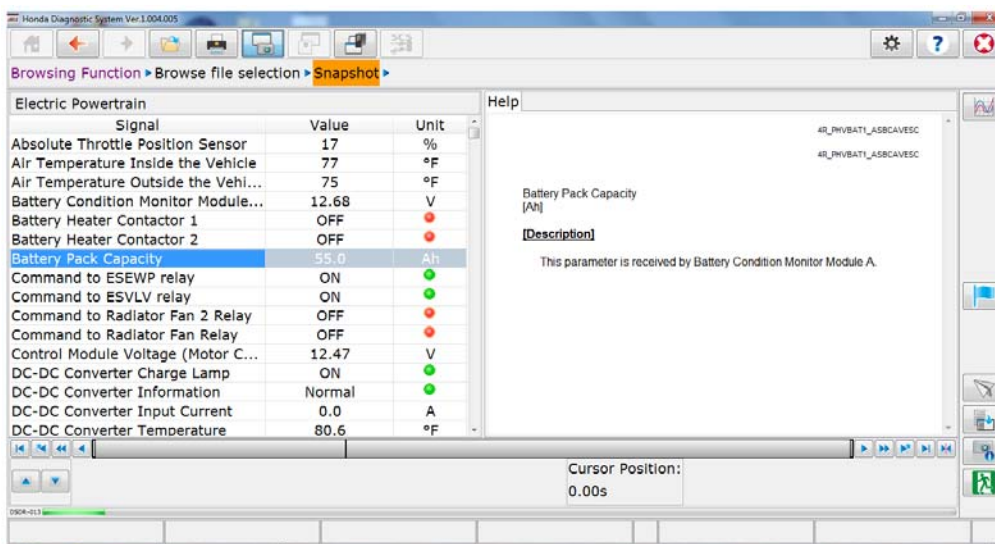 Honda Diagnostic System Ver.1.004.005
?
Browsing Function ▸ Browse file selection ▸ Snapshot ▸
Electric Powertrain
Signal Value Unit
Absolute Throttle Position Sensor 17 %
Air Temperature Inside the Vehicle 77 °F
Air Temperature Outside the Vehi... 75 °F
Battery Condition Monitor Module... 12.68 V
Battery Heater Contactor 1 OFF
Battery Heater Contactor 2 OFF
Battery Pack Capacity 55.0 Ah
Command to ESEWP relay ON
Command to ESVLV relay ON
Command to Radiator Fan 2 Relay OFF
Command to Radiator Fan Relay OFF
Control Module Voltage (Motor C... 12.47 V
DC-DC Converter Charge Lamp ON
DC-DC Converter Information Normal
DC-DC Converter Input Current 0.0 A
DC-DC Converter Temperature 80.6 °F
Help
4R_PHVBAT1_ASBCAVESC
4R_PHVBAT1_ASBCAVESC
Battery Pack Capacity
[Ah]
[Description]
This parameter is received by Battery Condition Monitor Module A.
Cursor Position:
0.00s
DSOR-013